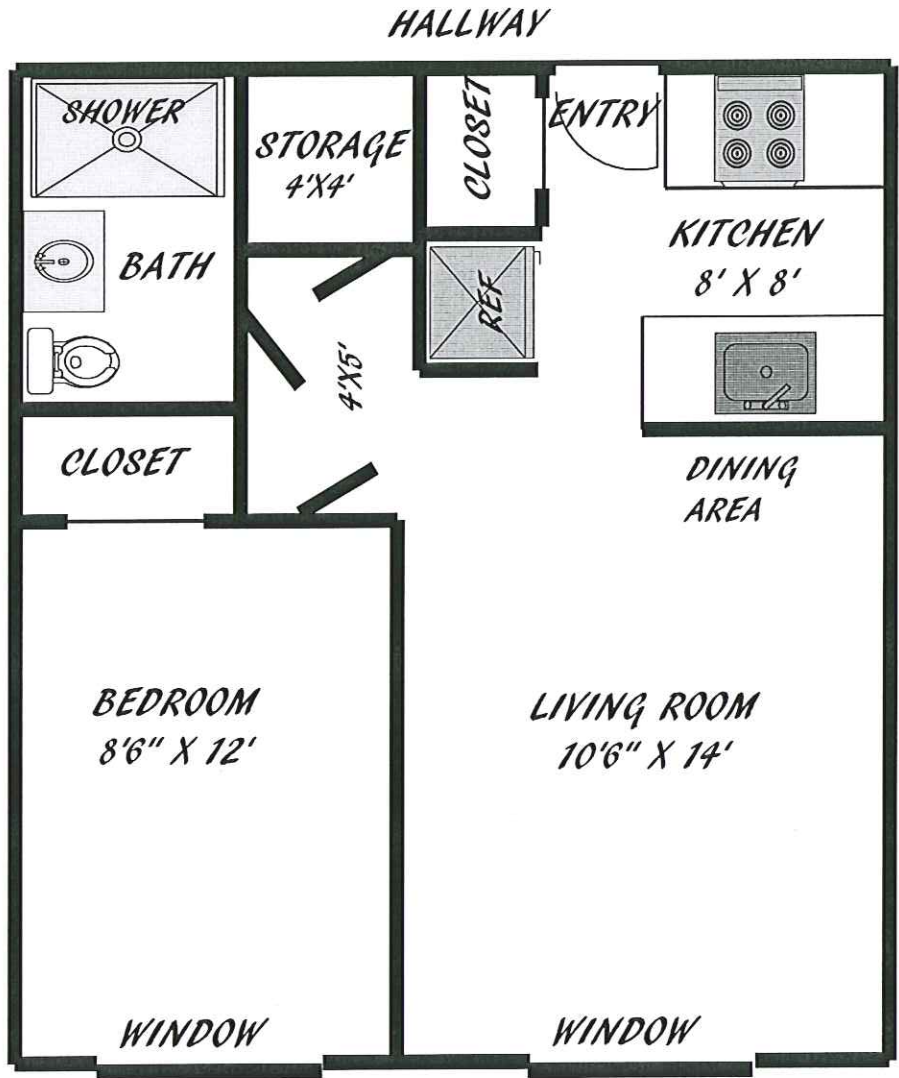 HALLWAY
SHOWER
STORAGE
4'X4'
CLOSET
ENTRY
BATH
KITCHEN
8' X 8'
REF
4'X5'
CLOSET
DINING
AREA
BEDROOM
8'6" X 12'
LIVING ROOM
10'6" X 14'
WINDOW
WINDOW